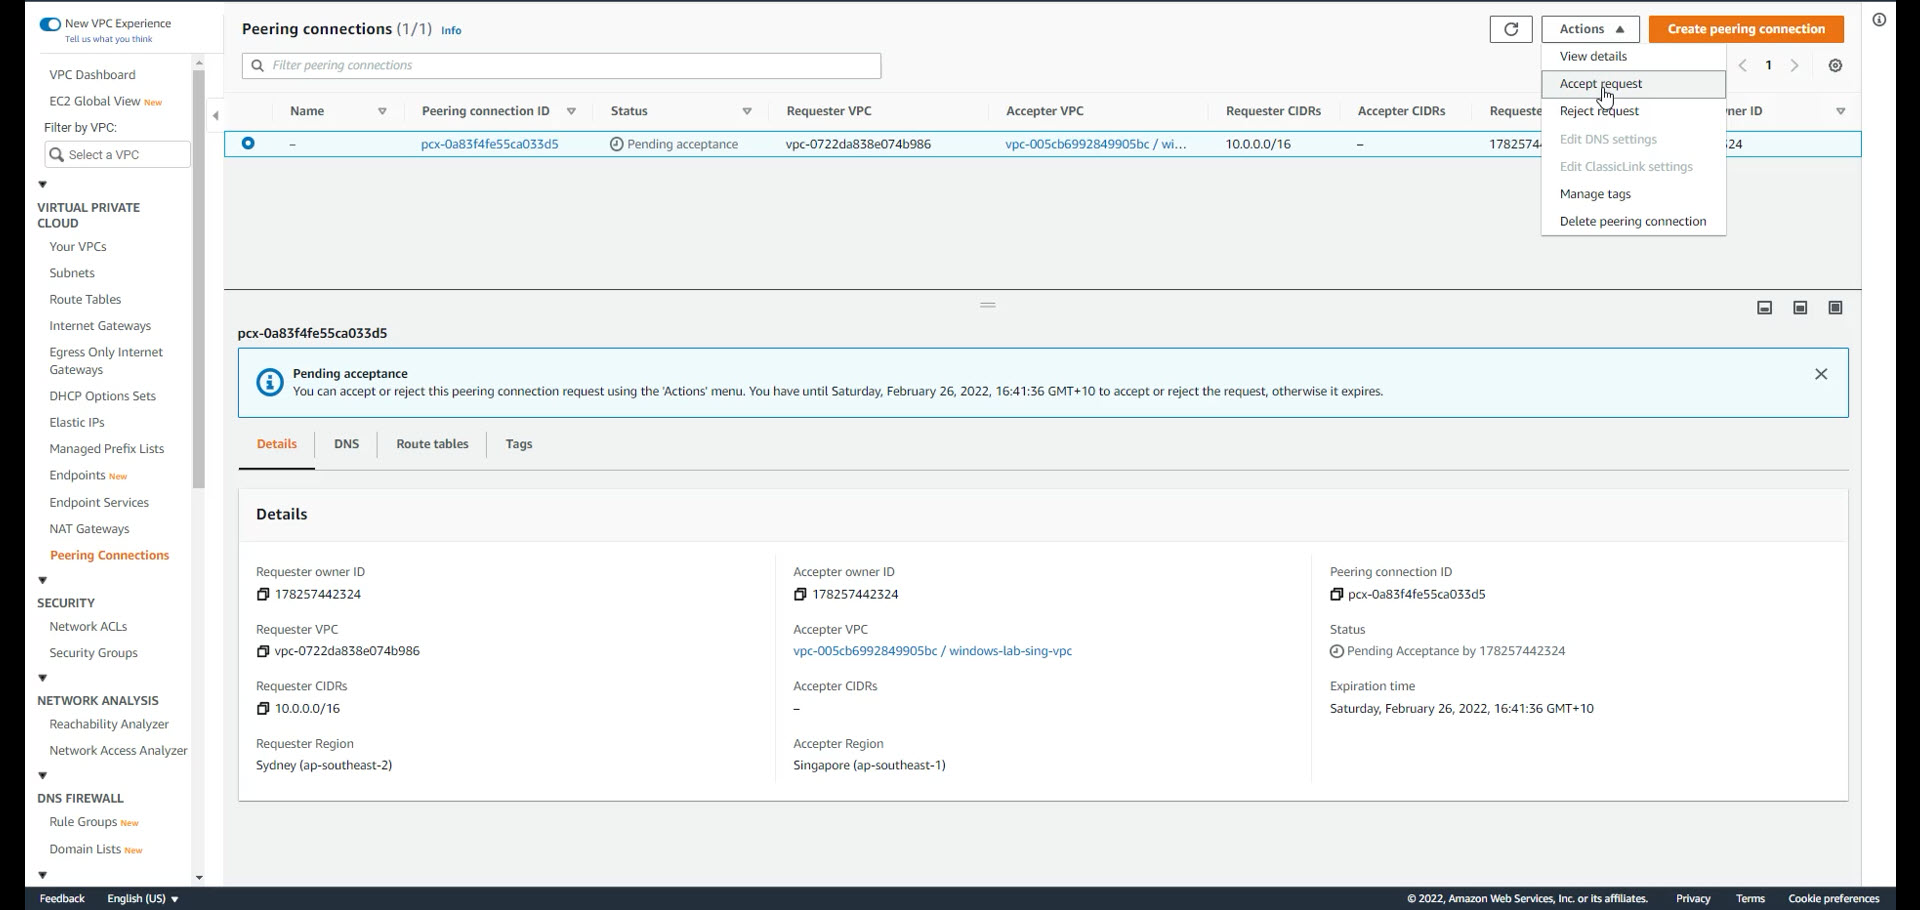 New VPC Experience
Tell us what you think
VPC Dashboard
EC2 Global View New
Filter by VPC:
Select a VPC
VIRTUAL PRIVATE
CLOUD
Your VPCs
Subnets
Route Tables
Internet Gateways
Egress Only Internet
Gateways
DHCP Options Sets
Elastic IPs
Managed Prefix Lists
Endpoints New
Endpoint Services
NAT Gateways
Peering Connections
SECURITY
Network ACLs
Security Groups
NETWORK ANALYSIS
Reachability Analyzer
Network Access Analyzer
DNS FIREWALL
Rule Groups New
Domain Lists New
Peering connections (1/1) Info
Actions
Create peering connection
Filter peering connections
1
View details
Accept request
Reject request
Edit DNS settings
Edit ClassicLink settings
Manage tags
Delete peering connection
Name Peering connection ID Status Requester VPC Accepter VPC Requester CIDRs Accepter CIDRs Requeste ner ID
– pcx-0a83f4fe55ca033d5 Pending acceptance vpc-0722da838e074b986 vpc-005cb6992849905bc / wi... 10.0.0.0/16 – 1782574 24
pcx-0a83f4fe55ca033d5
Pending acceptance
You can accept or reject this peering connection request using the 'Actions' menu. You have until Saturday, February 26, 2022, 16:41:36 GMT+10 to accept or reject the request, otherwise it expires.
Details DNS Route tables Tags
Details
Requester owner ID
178257442324
Requester VPC
vpc-0722da838e074b986
Requester CIDRs
10.0.0.0/16
Requester Region
Sydney (ap-southeast-2)
Accepter owner ID
178257442324
Accepter VPC
vpc-005cb6992849905bc / windows-lab-sing-vpc
Accepter CIDRs
–
Accepter Region
Singapore (ap-southeast-1)
Peering connection ID
pcx-0a83f4fe55ca033d5
Status
Pending Acceptance by 178257442324
Expiration time
Saturday, February 26, 2022, 16:41:36 GMT+10
Feedback English (US) © 2022, Amazon Web Services, Inc. or its affiliates. Privacy Terms Cookie preferences